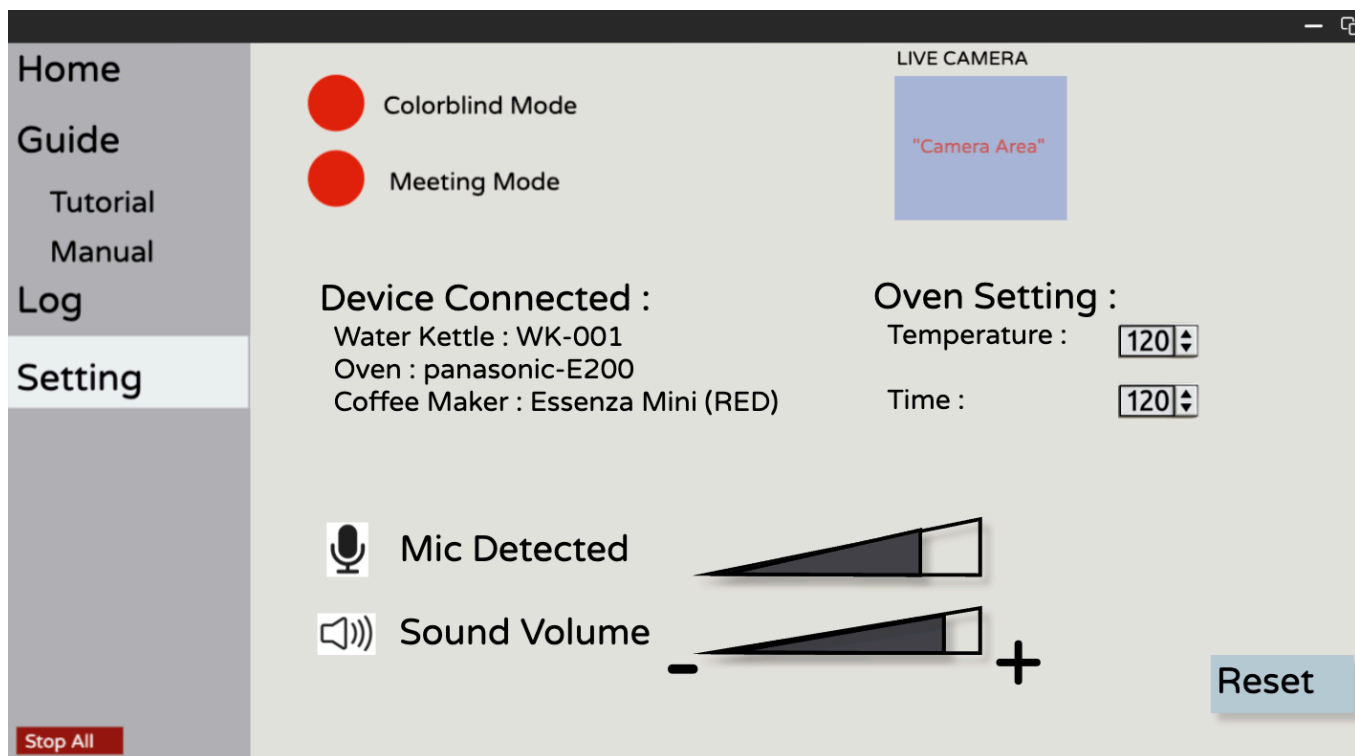 Home
Guide
Tutorial
Manual
Log
Setting
Stop All
Colorblind Mode
Meeting Mode
LIVE CAMERA
"Camera Area"
Device Connected :
Water Kettle : WK-001
Oven : panasonic-E200
Coffee Maker : Essenza Mini (RED)
Oven Setting :
Temperature : 120
Time : 120
Mic Detected
Sound Volume
- +
Reset